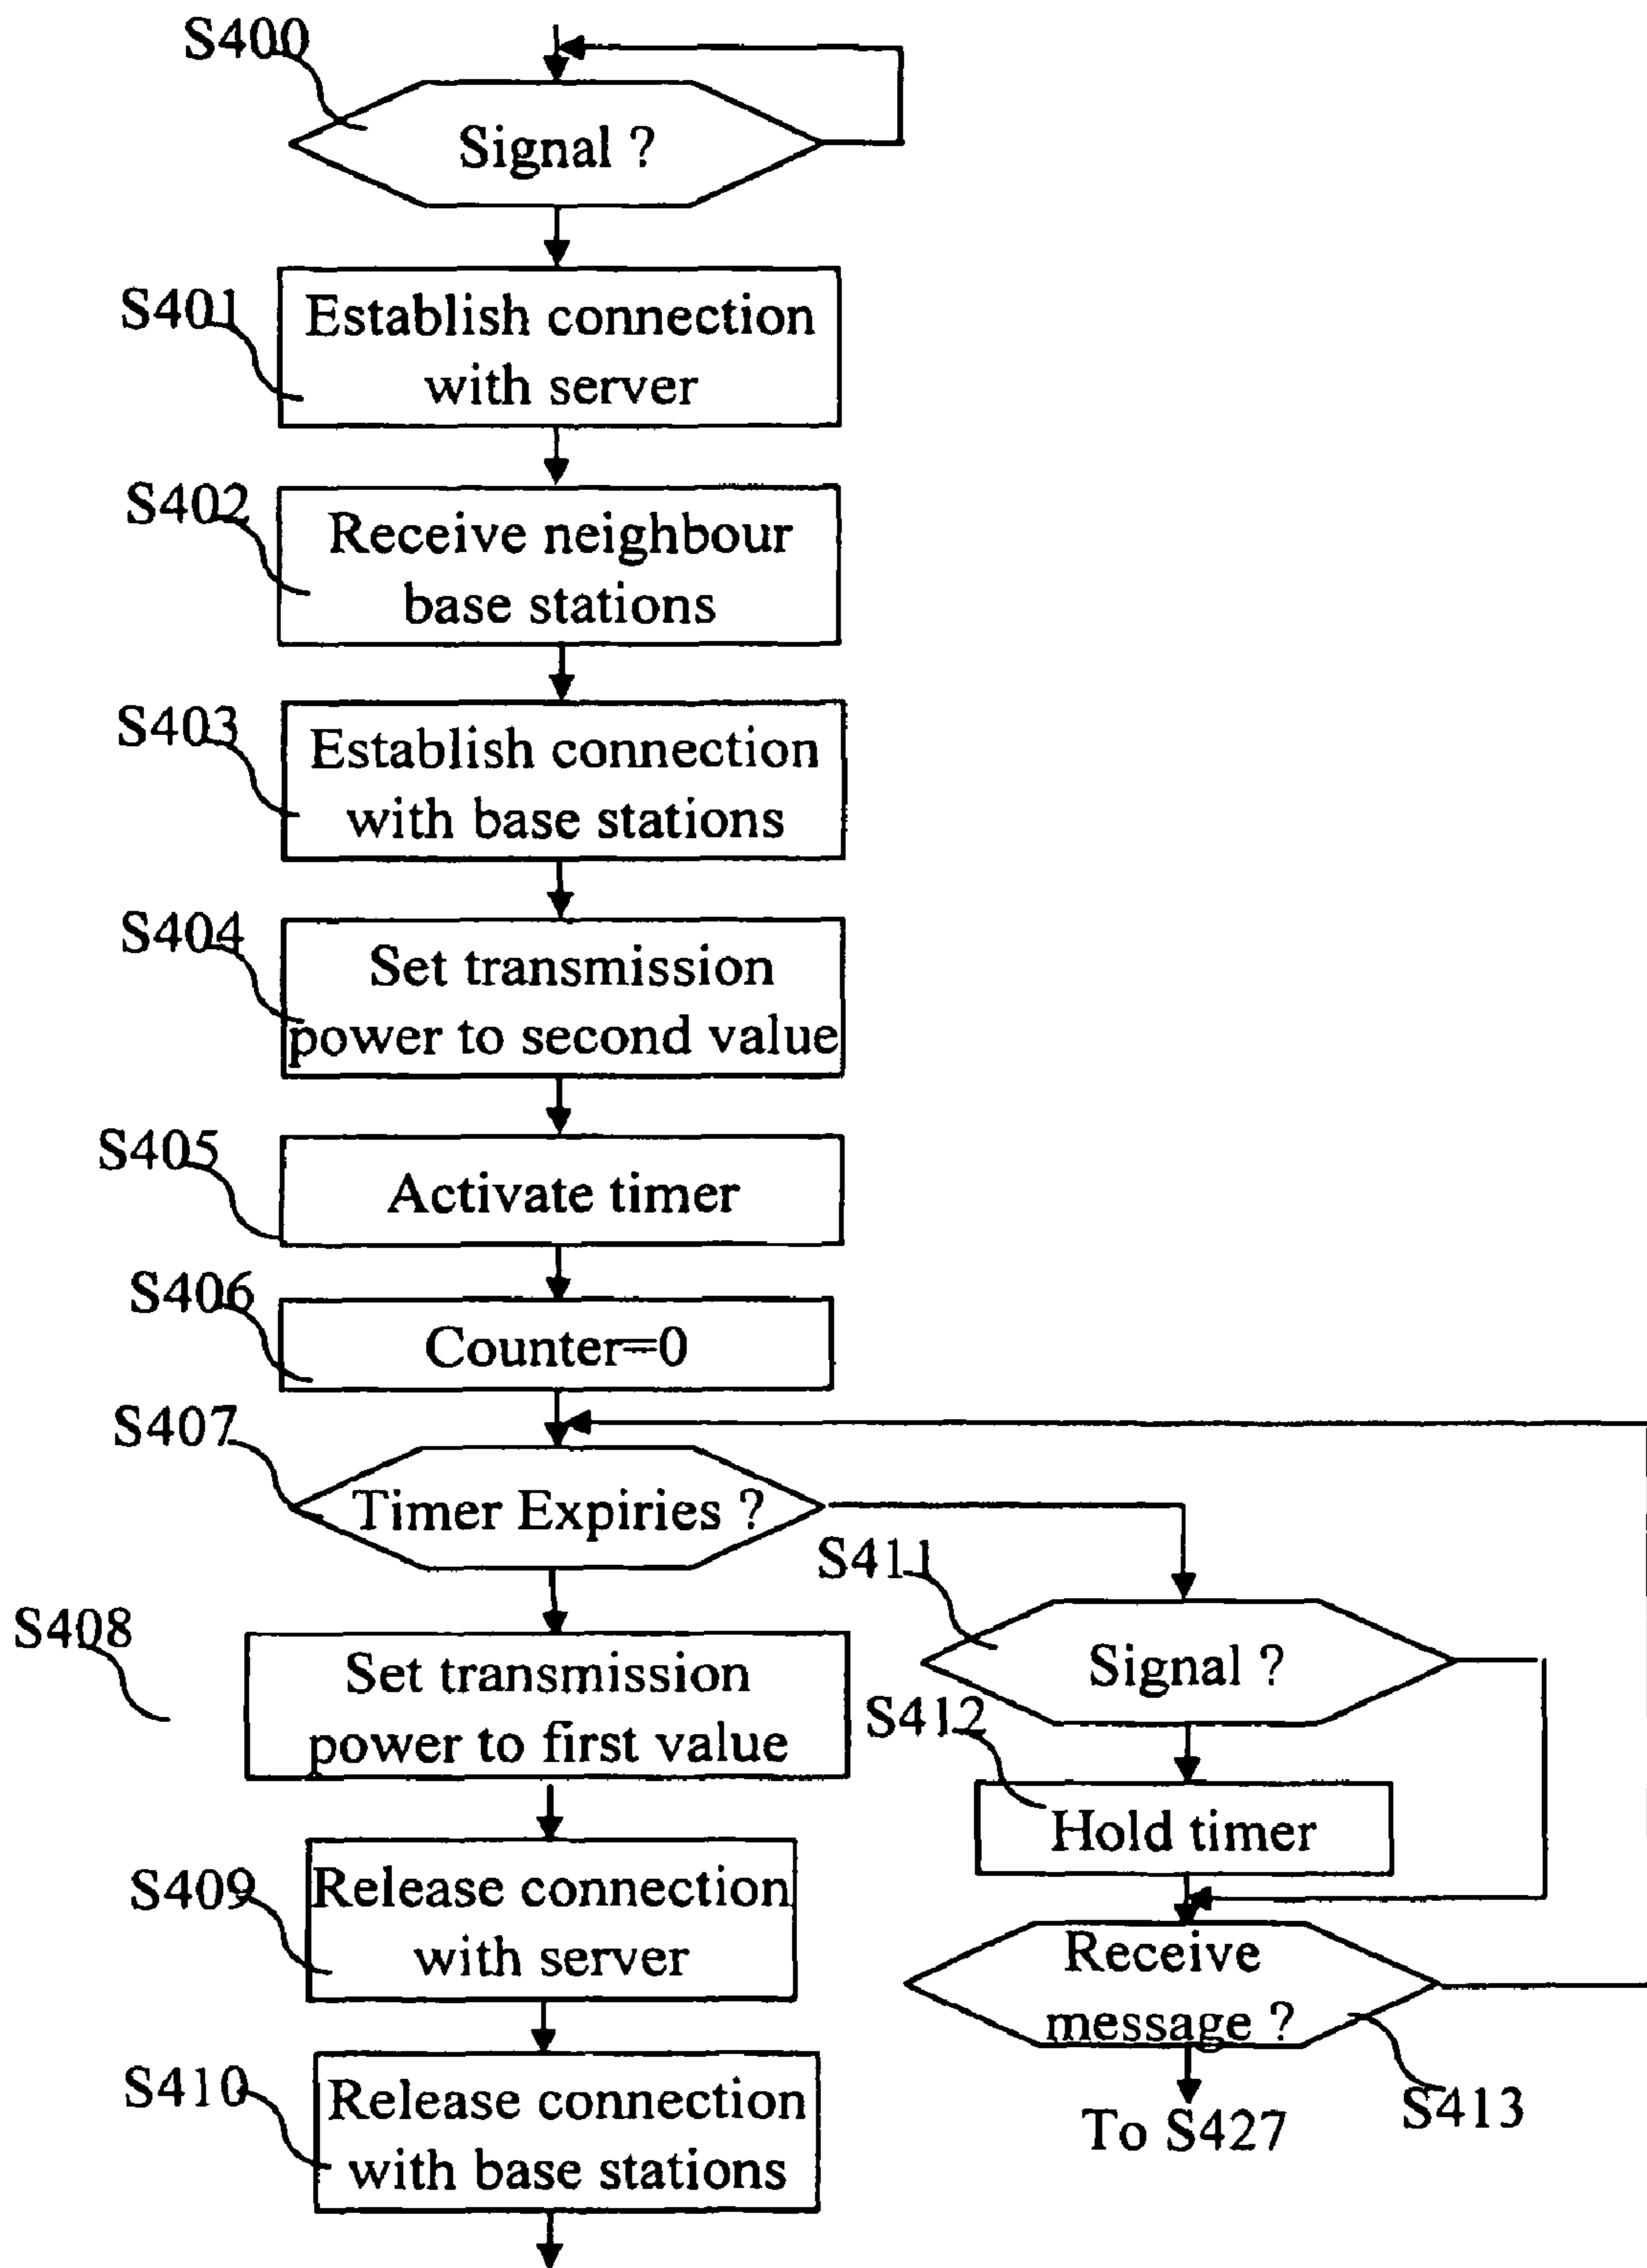 S400
Signal ?
S401
Establish connection
with server
S402
Receive neighbour
base stations
S403
Establish connection
with base stations
S404
Set transmission
power to second value
S405
Activate timer
S406
Counter=0
S407
Timer Expiries ?
S408
Set transmission
power to first value
S409
Release connection
with server
S410
Release connection
with base stations
S411
Signal ?
S412
Hold timer
Receive
message ?
S413
To S427